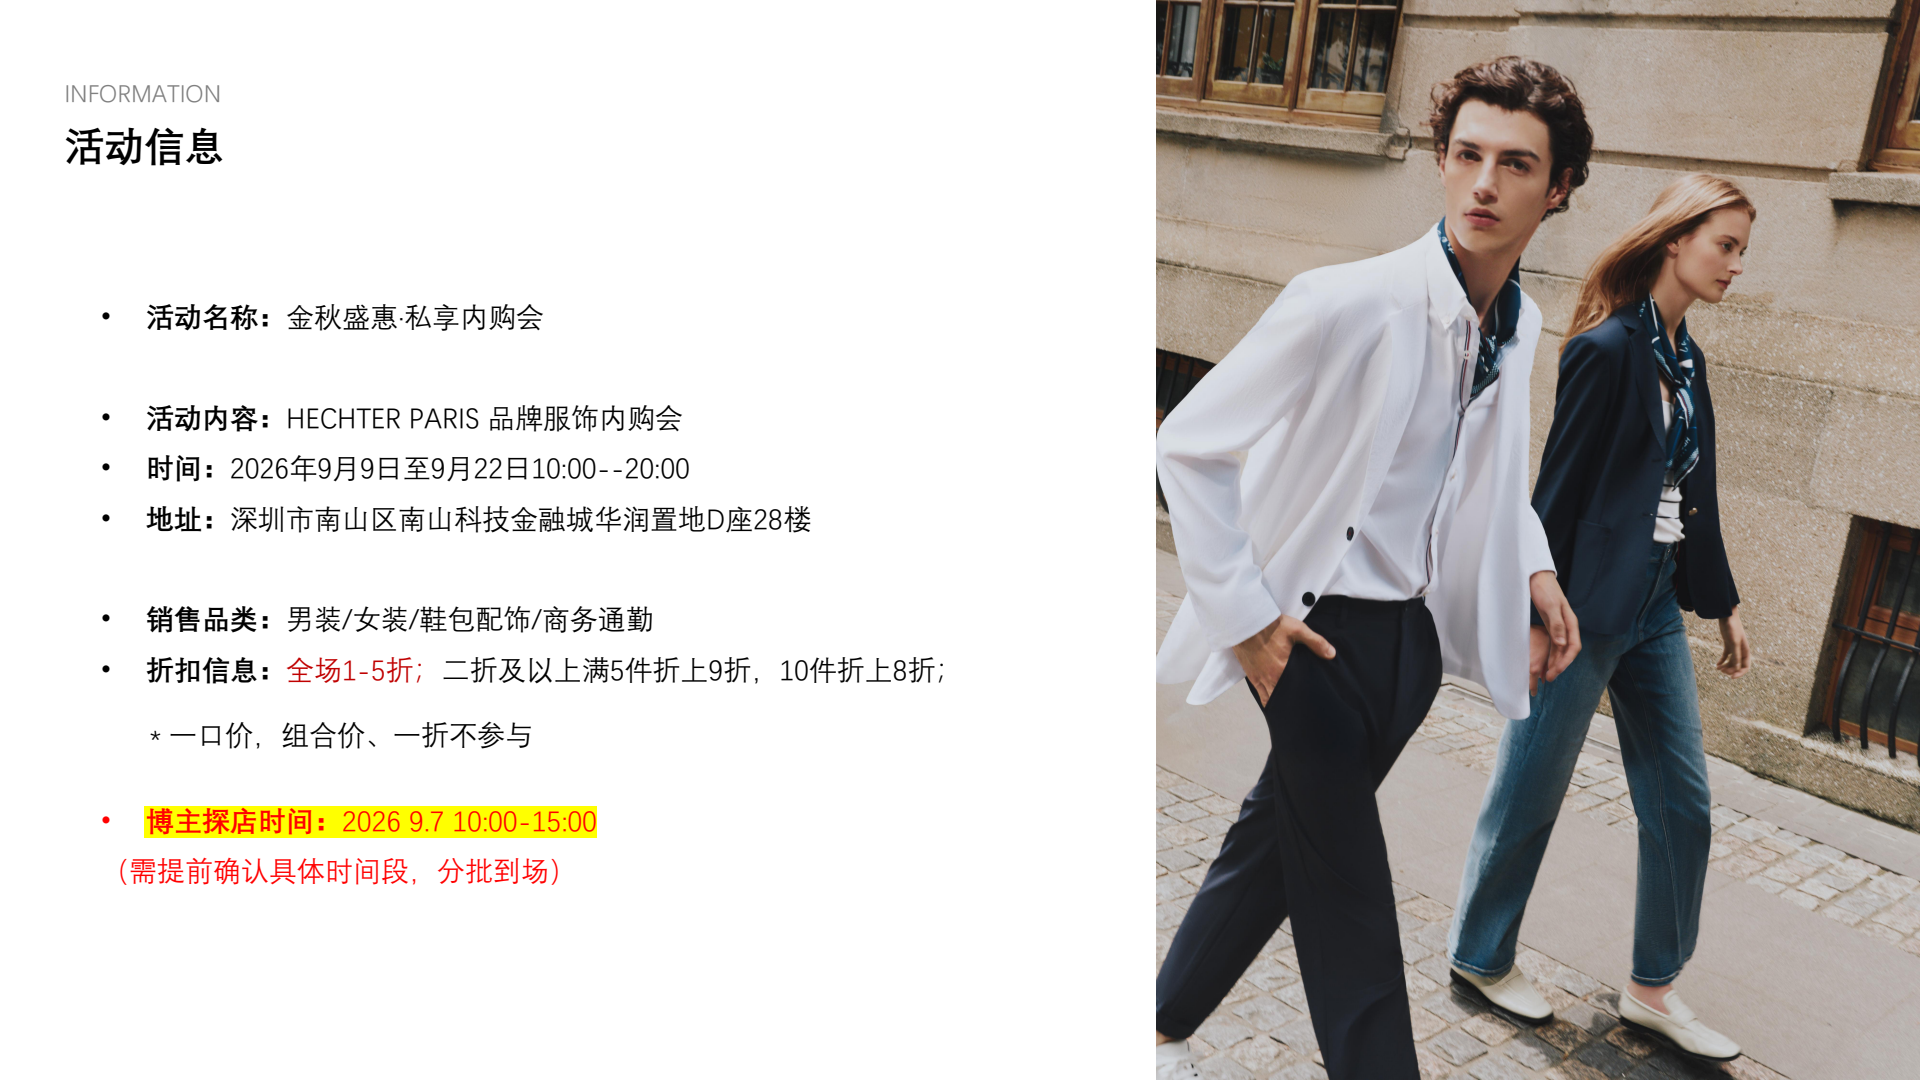 INFORMATION
活动信息
• 活动名称：金秋盛惠·私享内购会
• 活动内容：HECHTER PARIS 品牌服饰内购会
• 时间：2026年9月9日至9月22日10:00--20:00
• 地址：深圳市南山区南山科技金融城华润置地D座28楼
• 销售品类：男装/女装/鞋包配饰/商务通勤
• 折扣信息：全场1-5折；二折及以上满5件折上9折，10件折上8折；
* 一口价，组合价、一折不参与
• 博主探店时间：2026 9.7 10:00-15:00
（需提前确认具体时间段，分批到场）